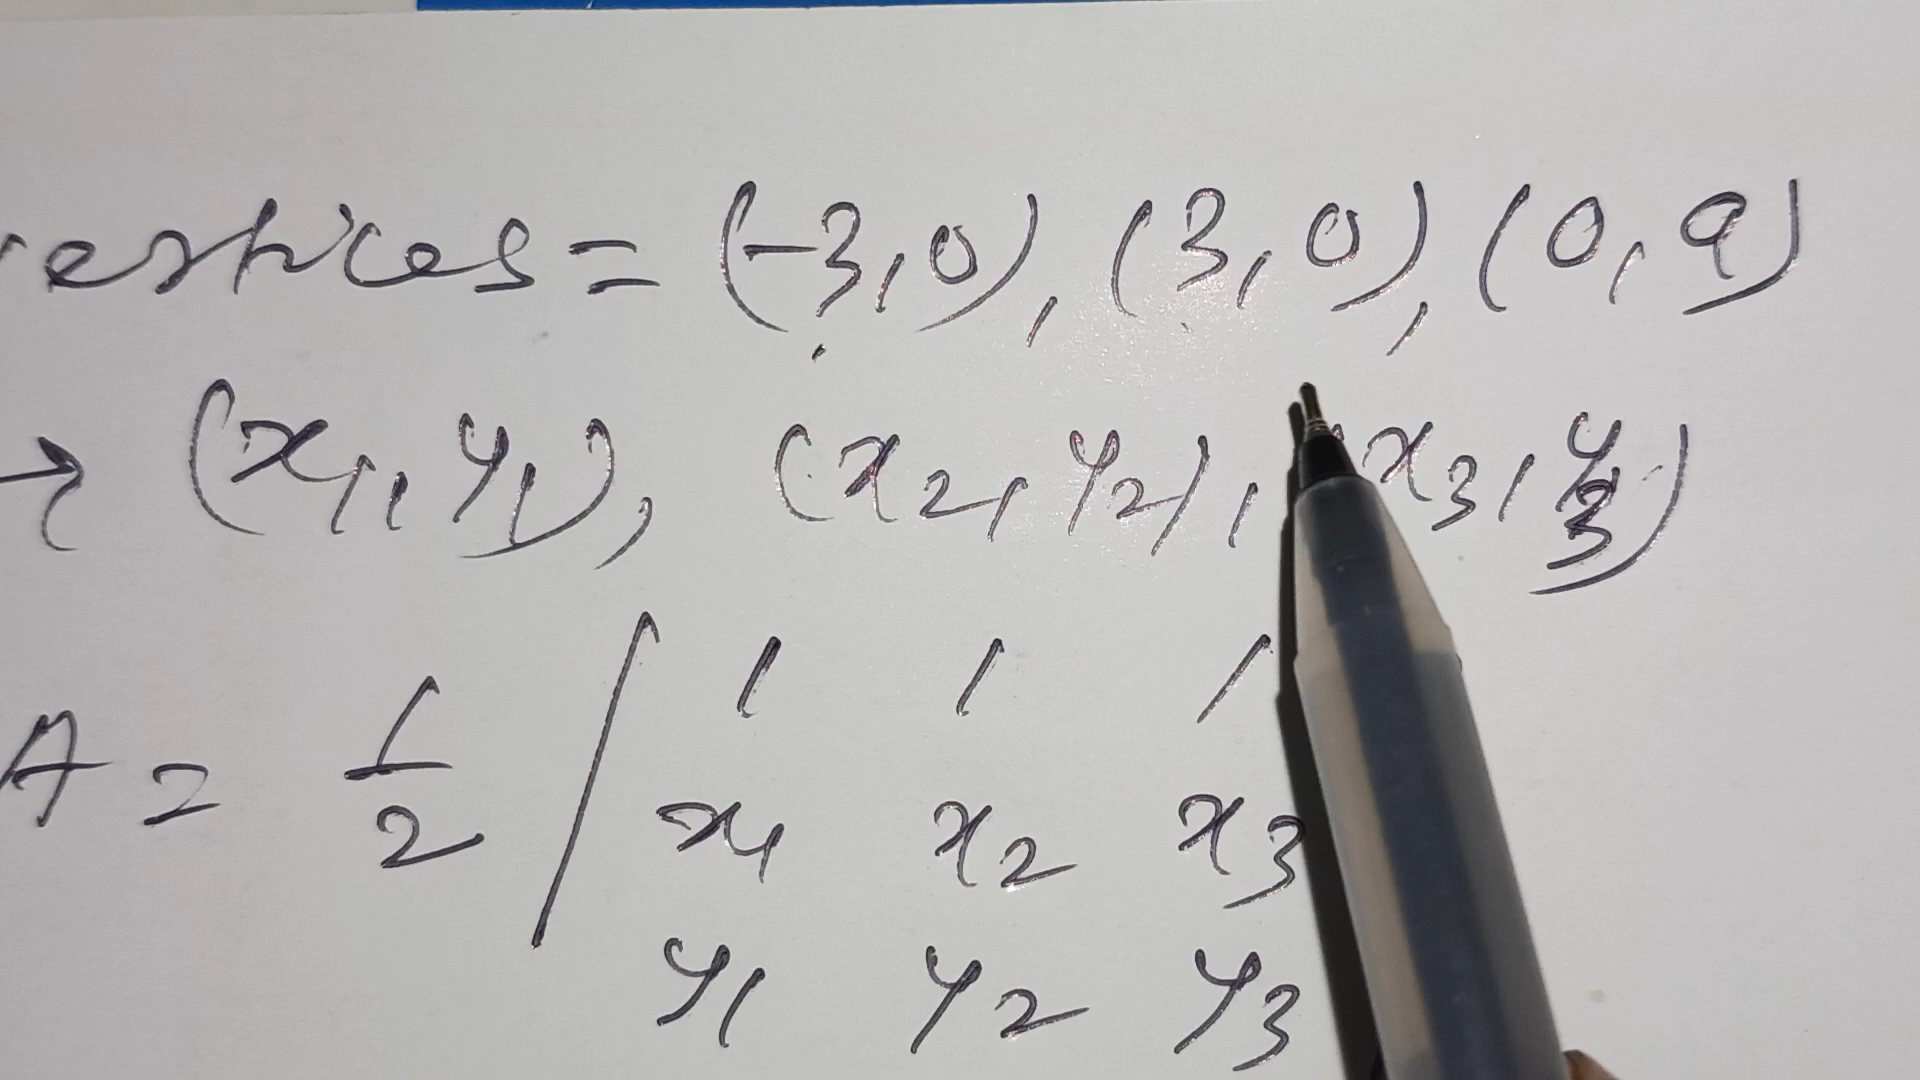 vertices = (-3,0), (3,0), (0,9)
→ (x1, y1), (x2, y2), x3, y3)
A = 1/2 | 1 1 1
x1 x2 x3
y1 y2 y3